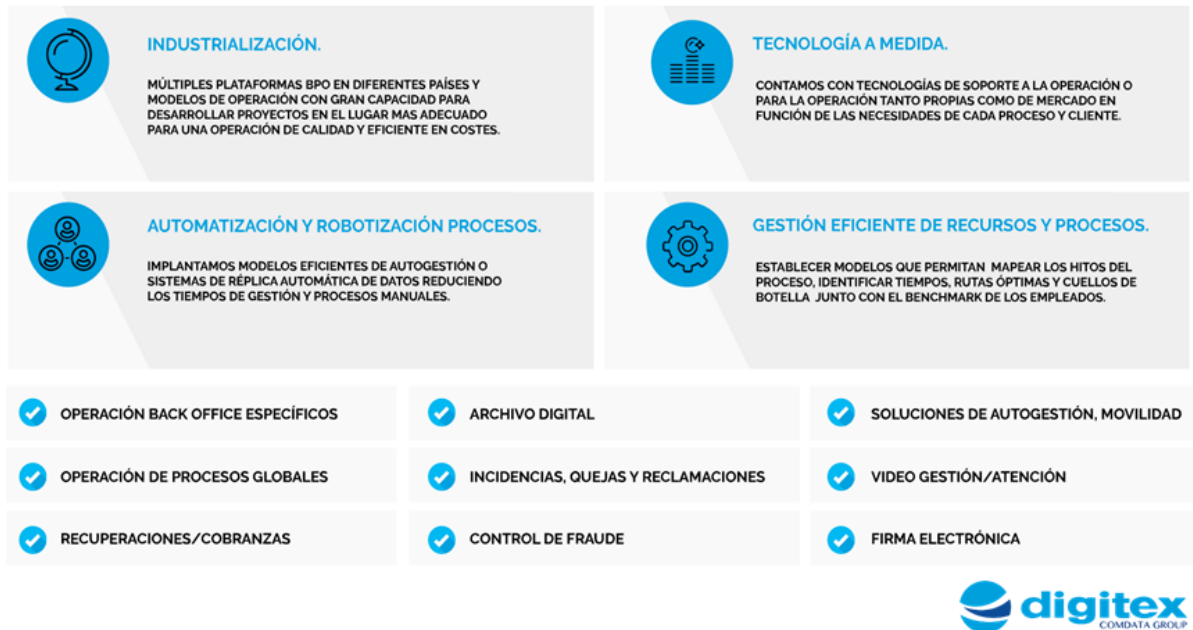 INDUSTRIALIZACIÓN.
MÚLTIPLES PLATAFORMAS BPO EN DIFERENTES PAÍSES Y
MODELOS DE OPERACIÓN CON GRAN CAPACIDAD PARA
DESARROLLAR PROYECTOS EN EL LUGAR MAS ADECUADO
PARA UNA OPERACIÓN DE CALIDAD Y EFICIENTE EN COSTES.
TECNOLOGÍA A MEDIDA.
CONTAMOS CON TECNOLOGÍAS DE SOPORTE A LA OPERACIÓN O
PARA LA OPERACIÓN TANTO PROPIAS COMO DE MERCADO EN
FUNCIÓN DE LAS NECESIDADES DE CADA PROCESO Y CLIENTE.
AUTOMATIZACIÓN Y ROBOTIZACIÓN PROCESOS.
IMPLANTAMOS MODELOS EFICIENTES DE AUTOGESTIÓN O
SISTEMAS DE RÉPLICA AUTOMÁTICA DE DATOS REDUCIENDO
LOS TIEMPOS DE GESTIÓN Y PROCESOS MANUALES.
GESTIÓN EFICIENTE DE RECURSOS Y PROCESOS.
ESTABLECER MODELOS QUE PERMITAN MAPEAR LOS HITOS DEL
PROCESO, IDENTIFICAR TIEMPOS, RUTAS ÓPTIMAS Y CUELLOS DE
BOTELLA JUNTO CON EL BENCHMARK DE LOS EMPLEADOS.
OPERACIÓN BACK OFFICE ESPECÍFICOS
ARCHIVO DIGITAL
SOLUCIONES DE AUTOGESTIÓN, MOVILIDAD
OPERACIÓN DE PROCESOS GLOBALES
INCIDENCIAS, QUEJAS Y RECLAMACIONES
VIDEO GESTIÓN/ATENCIÓN
RECUPERACIONES/COBRANZAS
CONTROL DE FRAUDE
FIRMA ELECTRÓNICA
digitex
COMDATA GROUP